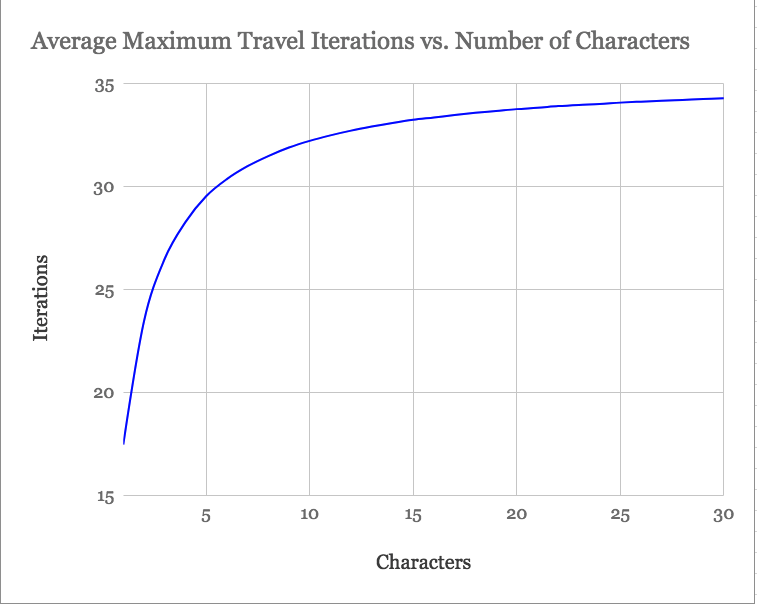 Average Maximum Travel Iterations vs. Number of Characters
35
30
25
20
15
Iterations
5 10 15 20 25 30
Characters